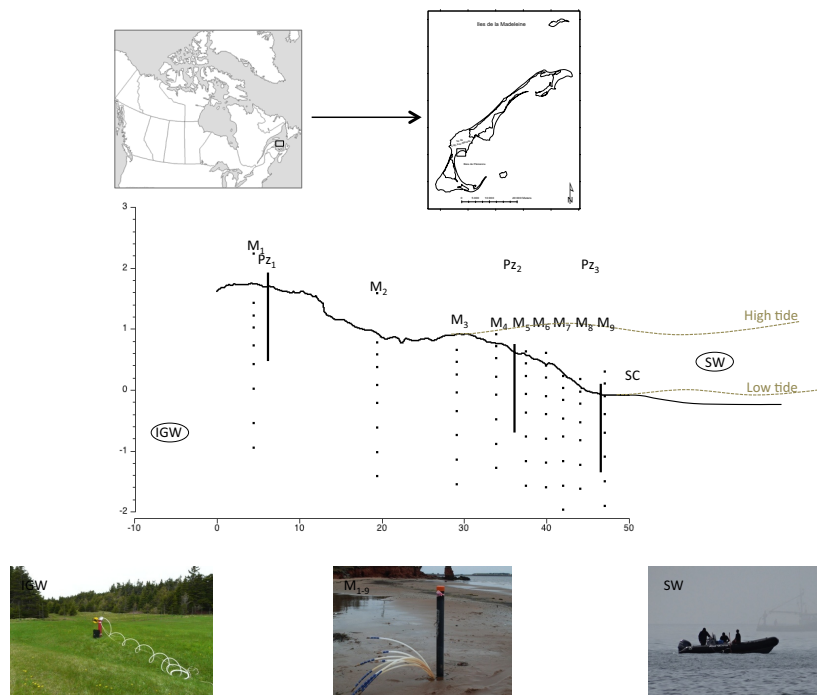 Iles de la Madeleine
3
M1
Pz1
Pz2
Pz3
2
M2
High tide
M3
M4
M5
M6
M7
M8
M9
1
SW
SC
0
Low tide
IGW
-1
-2
-10
0
10
20
30
40
50
IGW
M1-9
SW